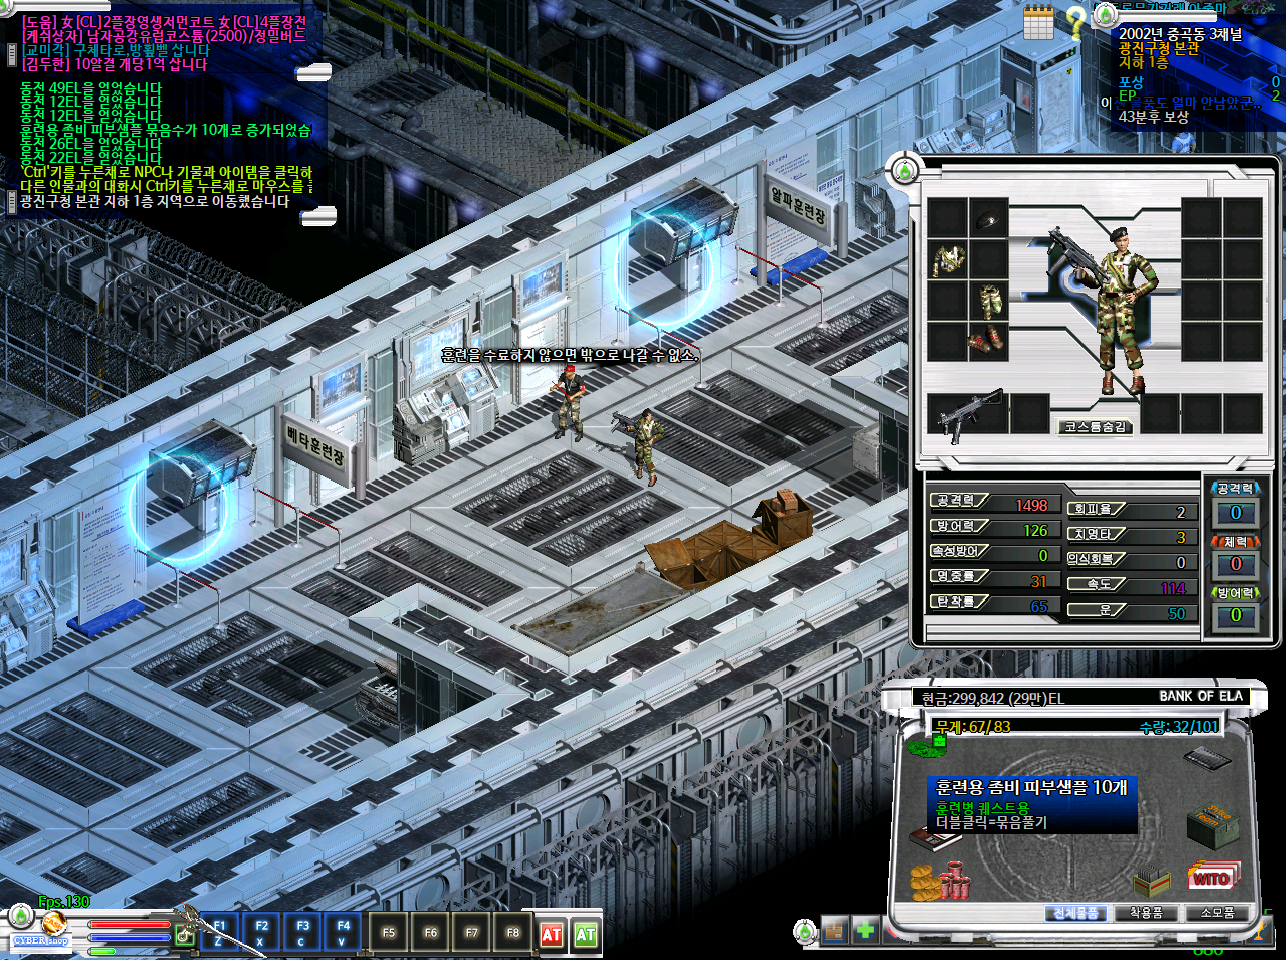 [도움] 女[CL]2플장영생저면코트 女[CL]4플장전
[케쉬상자] 남자공강유럽코스튬(2500)/정밀버드
[교미각] 구체타로,방휠벨 삽니다
[김두한] 10암결 개당1억 삽니다
동전 49EL을 얻었습니다
동전 12EL을 얻었습니다
동전 12EL을 얻었습니다
훈련용 좀비 피부샘플 묶음수가 10개로 증가되었습
동전 26EL을 얻었습니다
동전 22EL을 얻었습니다
'Ctrl'키를 누른채로 NPC나 기물과 아이템을 클릭하
다른 인물과의 대화시 Ctrl키를 누른채로 마우스를
광진구청 본관 지하 1층 지역으로 이동했습니다
2002년 중곡동 3채널
광진구청 본관
지하 1층
포상 0
EP 2
43분후 보상
알파훈련장
훈련을 수료하지 않으면 밖으로 나갈 수 없소.
베타훈련장
코스튬숨김
공격력 1498
방어력 126
속성방어 0
명중률 31
탄착률 65
회피율 2
치명타 3
의식회복 0
속도 114
운 50
공격력
0
체력
0
방어력
0
현금:299,842 (29만)EL
BANK OF ELA
무게: 67/ 83
수량: 32/101
훈련용 좀비 피부샘플 10개
훈련병 퀘스트용
더블클릭=묶음풀기
WITO
전체물품
착용품
소모품
Fps.130
CYBER shop
F1 Z
F2 X
F3 C
F4 V
F5
F6
F7
F8
AT
AT